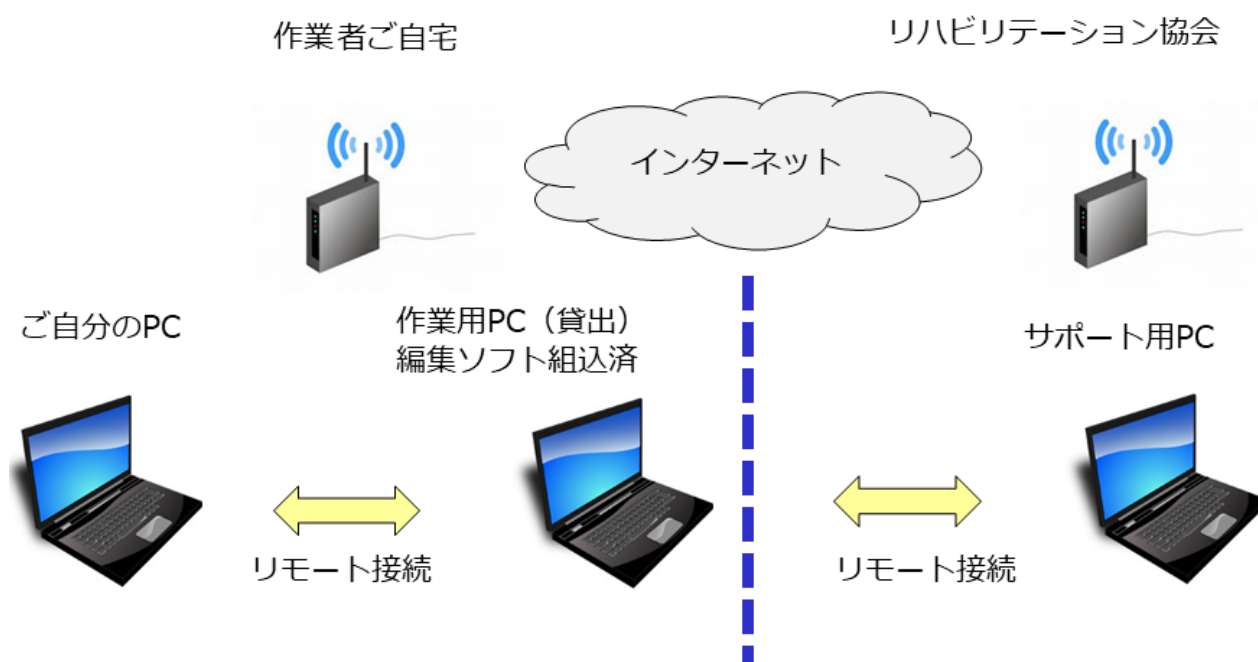 作業者ご自宅
リハビリテーション協会
インターネット
ご自分のPC
作業用PC（貸出）
編集ソフト組込済
サポート用PC
リモート接続
リモート接続